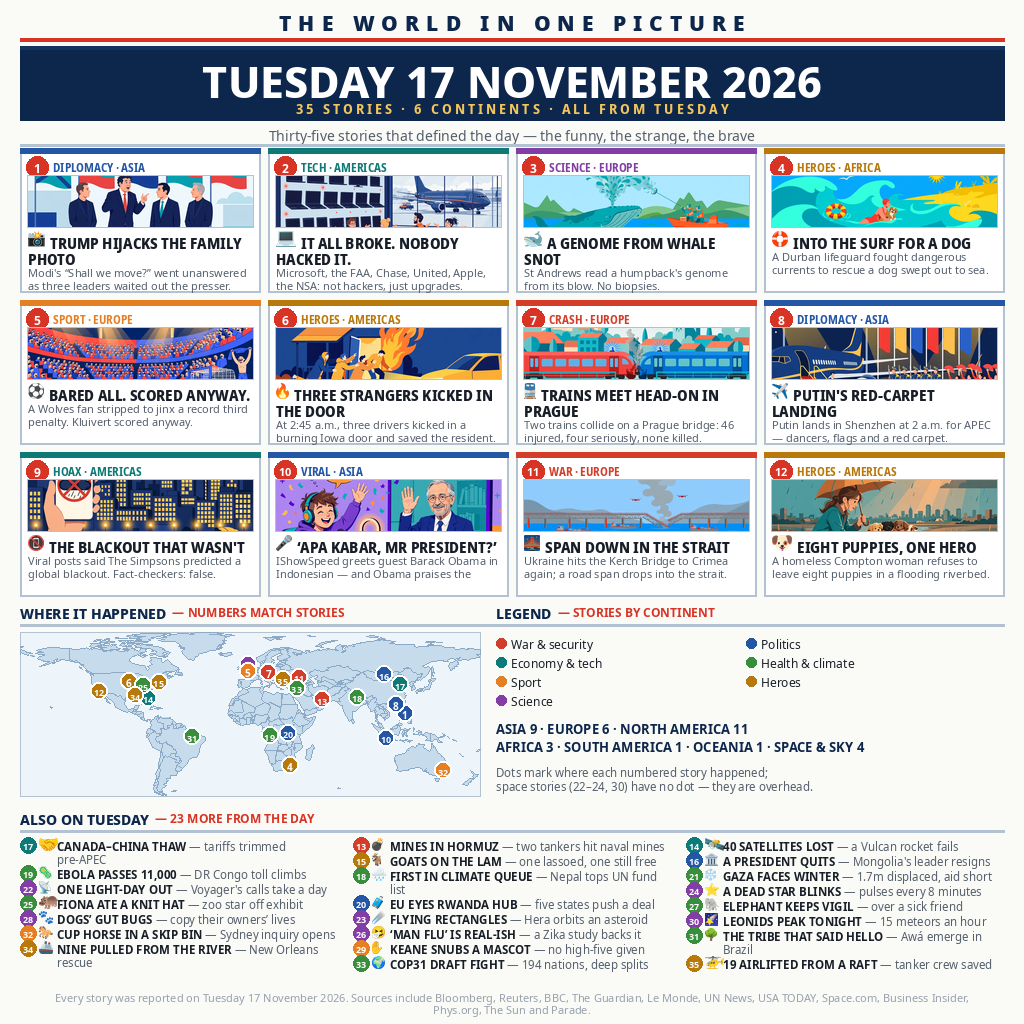 THE WORLD IN ONE PICTURE
TUESDAY 17 NOVEMBER 2026
35 STORIES · 6 CONTINENTS · ALL FROM TUESDAY
Thirty-five stories that defined the day — the funny, the strange, the brave
1 DIPLOMACY · ASIA
TRUMP HIJACKS THE FAMILY
PHOTO
Modi's “Shall we move?” went unanswered
as three leaders waited out the presser.
2 TECH · AMERICAS
IT ALL BROKE. NOBODY
HACKED IT.
Microsoft, the FAA, Chase, United, Apple,
the NSA: not hackers, just upgrades.
3 SCIENCE · EUROPE
A GENOME FROM WHALE
SNOT
St Andrews read a humpback's genome
from its blow. No biopsies.
4 HEROES · AFRICA
INTO THE SURF FOR A DOG
A Durban lifeguard fought dangerous
currents to rescue a dog swept out to sea.
5 SPORT · EUROPE
BARED ALL. SCORED ANYWAY.
A Wolves fan stripped to jinx a record third
penalty. Kluivert scored anyway.
6 HEROES · AMERICAS
THREE STRANGERS KICKED IN
THE DOOR
At 2:45 a.m., three drivers kicked in a
burning Iowa door and saved the resident.
7 CRASH · EUROPE
TRAINS MEET HEAD-ON IN
PRAGUE
Two trains collide on a Prague bridge: 46
injured, four seriously, none killed.
8 DIPLOMACY · ASIA
PUTIN'S RED-CARPET
LANDING
Putin lands in Shenzhen at 2 a.m. for APEC
— dancers, flags and a red carpet.
9 HOAX · AMERICAS
THE BLACKOUT THAT WASN'T
Viral posts said The Simpsons predicted a
global blackout. Fact-checkers: false.
10 VIRAL · ASIA
‘APA KABAR, MR PRESIDENT?’
IShowSpeed greets guest Barack Obama in
Indonesian — and Obama praises the
11 WAR · EUROPE
SPAN DOWN IN THE STRAIT
Ukraine hits the Kerch Bridge to Crimea
again; a road span drops into the strait.
12 HEROES · AMERICAS
EIGHT PUPPIES, ONE HERO
A homeless Compton woman refuses to
leave eight puppies in a flooding riverbed.
WHERE IT HAPPENED — NUMBERS MATCH STORIES
12
6
15
34
14
31
5
7
35
11
33
13
18
19
20
4
16
17
8
1
10
32
LEGEND — STORIES BY CONTINENT
War & security
Politics
Economy & tech
Health & climate
Sport
Heroes
Science
ASIA 9 · EUROPE 6 · NORTH AMERICA 11
AFRICA 3 · SOUTH AMERICA 1 · OCEANIA 1 · SPACE & SKY 4
Dots mark where each numbered story happened;
space stories (22–24, 30) have no dot — they are overhead.
ALSO ON TUESDAY — 23 MORE FROM THE DAY
17 CANADA–CHINA THAW — tariffs trimmed
pre-APEC
19 EBOLA PASSES 11,000 — DR Congo toll climbs
22 ONE LIGHT-DAY OUT — Voyager's calls take a day
25 FIONA ATE A KNIT HAT — zoo star off exhibit
28 DOGS’ GUT BUGS — copy their owners’ lives
32 CUP HORSE IN A SKIP BIN — Sydney inquiry opens
34 NINE PULLED FROM THE RIVER — New Orleans
rescue
13 MINES IN HORMUZ — two tankers hit naval mines
15 GOATS ON THE LAM — one lassoed, one still free
18 FIRST IN CLIMATE QUEUE — Nepal tops UN fund
list
20 EU EYES RWANDA HUB — five states push a deal
23 FLYING RECTANGLES — Hera orbits an asteroid
26 ‘MAN FLU’ IS REAL-ISH — a Zika study backs it
29 KEANE SNUBS A MASCOT — no high-five given
33 COP31 DRAFT FIGHT — 194 nations, deep splits
14 40 SATELLITES LOST — a Vulcan rocket fails
16 A PRESIDENT QUITS — Mongolia's leader resigns
21 GAZA FACES WINTER — 1.7m displaced, aid short
24 A DEAD STAR BLINKS — pulses every 8 minutes
27 ELEPHANT KEEPS VIGIL — over a sick friend
30 LEONIDS PEAK TONIGHT — 15 meteors an hour
31 THE TRIBE THAT SAID HELLO — Awá emerge in
Brazil
35 19 AIRLIFTED FROM A RAFT — tanker crew saved
Every story was reported on Tuesday 17 November 2026. Sources include Bloomberg, Reuters, BBC, The Guardian, Le Monde, UN News, USA TODAY, Space.com, Business Insider,
Phys.org, The Sun and Parade.